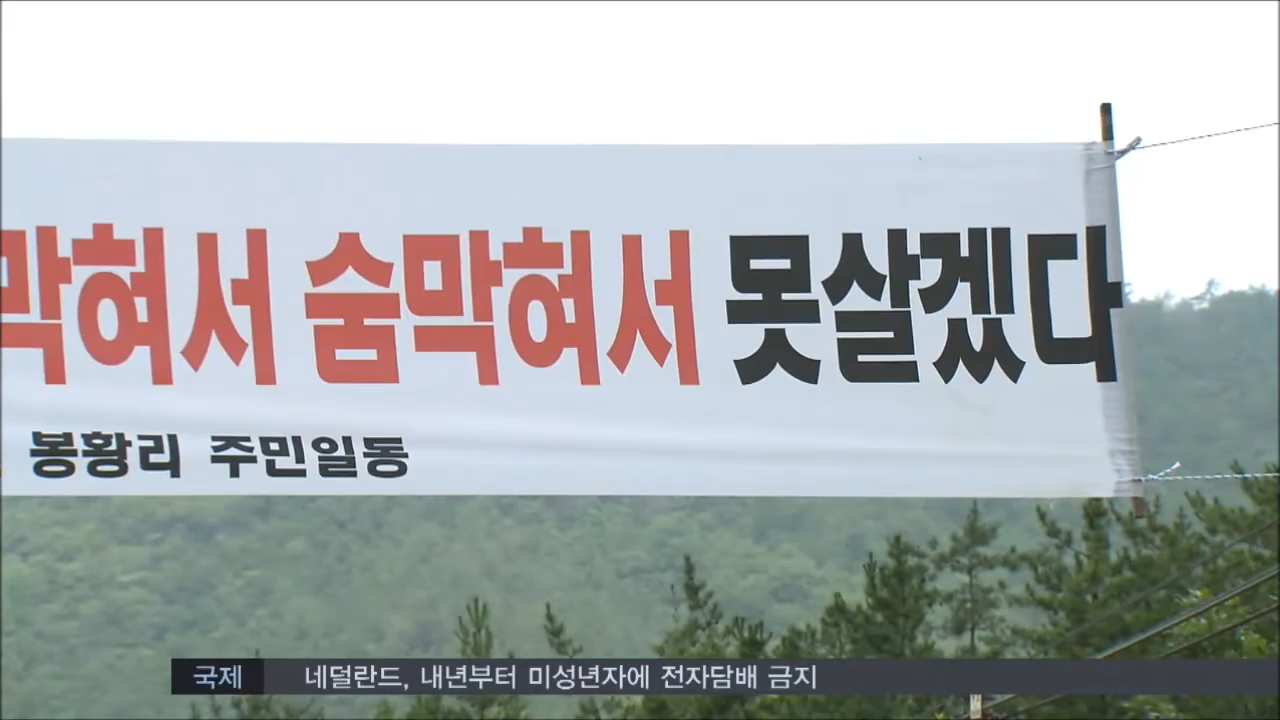 막혀서 숨막혀서 못살겠다
봉황리 주민일동
국제 네덜란드, 내년부터 미성년자에 전자담배 금지